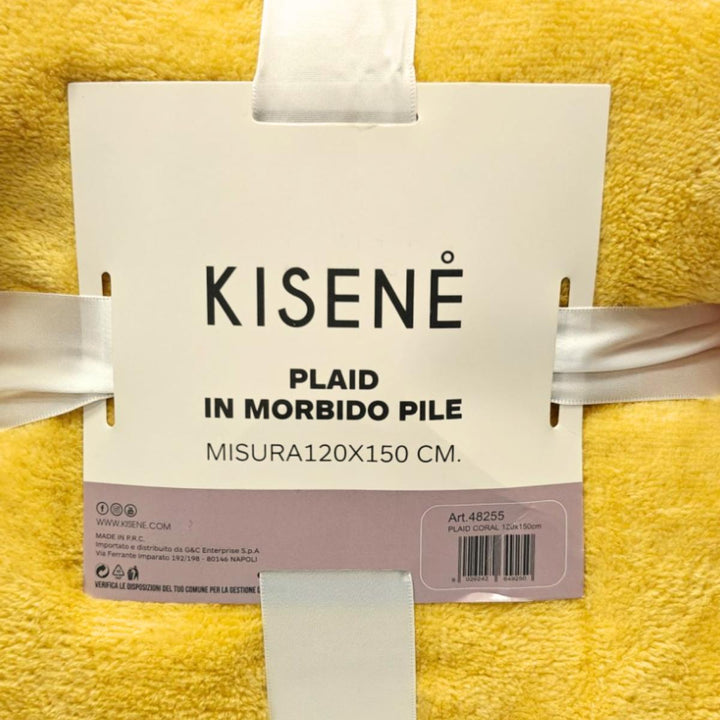 KISENE̊
PLAID
IN MORBIDO PILE
MISURA120X150 CM.
WWW.KISENE.COM
MADE IN P.R.C.
Importato e distribuito da G&C Enterprise S.p.A
Via Ferrante Imparato 192/198 - 80146 NAPOLI
VERIFICA LE DISPOSIZIONI DEL TUO COMUNE PER LA GESTIONE
Art.48255
PLAID CORAL 120x150cm